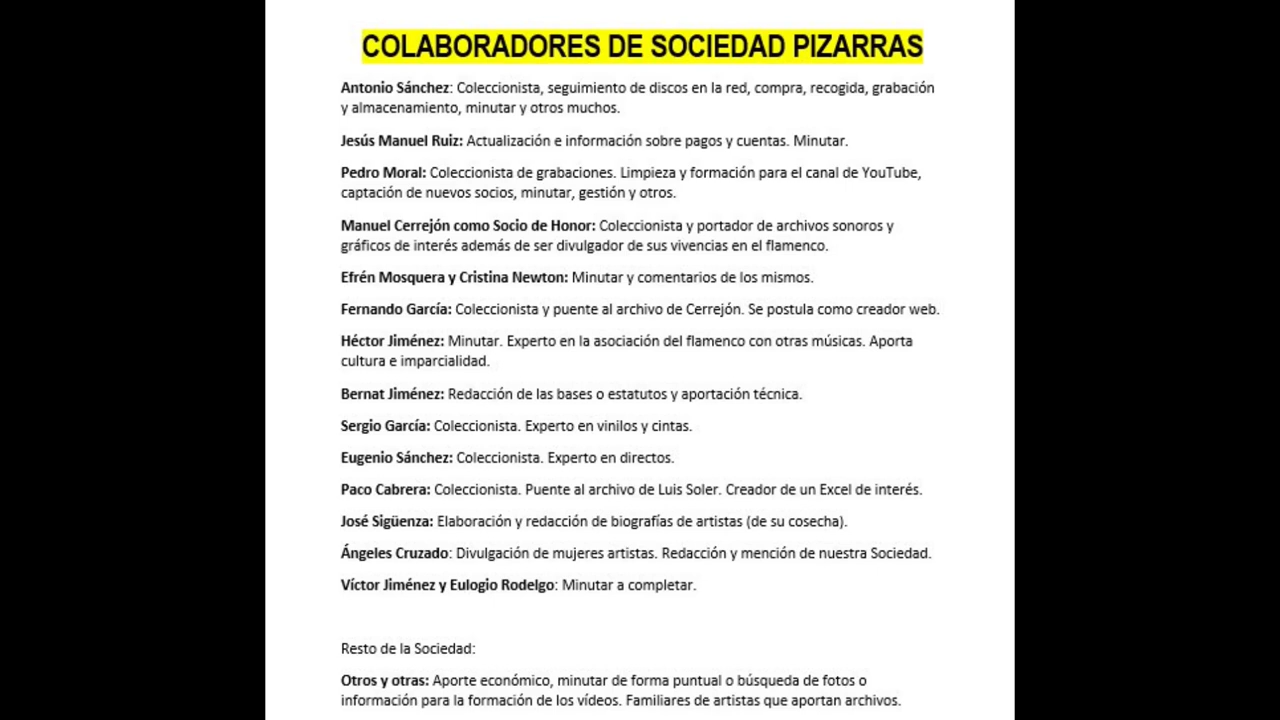 COLABORADORES DE SOCIEDAD PIZARRAS
Antonio Sánchez: Coleccionista, seguimiento de discos en la red, compra, recogida, grabación
y almacenamiento, minutar y otros muchos.
Jesús Manuel Ruiz: Actualización e información sobre pagos y cuentas. Minutar.
Pedro Moral: Coleccionista de grabaciones. Limpieza y formación para el canal de YouTube,
captación de nuevos socios, minutar, gestión y otros.
Manuel Cerrejón como Socio de Honor: Coleccionista y portador de archivos sonoros y
gráficos de interés además de ser divulgador de sus vivencias en el flamenco.
Efrén Mosquera y Cristina Newton: Minutar y comentarios de los mismos.
Fernando García: Coleccionista y puente al archivo de Cerrejón. Se postula como creador web.
Héctor Jiménez: Minutar. Experto en la asociación del flamenco con otras músicas. Aporta
cultura e imparcialidad.
Bernat Jiménez: Redacción de las bases o estatutos y aportación técnica.
Sergio García: Coleccionista. Experto en vinilos y cintas.
Eugenio Sánchez: Coleccionista. Experto en directos.
Paco Cabrera: Coleccionista. Puente al archivo de Luis Soler. Creador de un Excel de interés.
José Sigüenza: Elaboración y redacción de biografías de artistas (de su cosecha).
Ángeles Cruzado: Divulgación de mujeres artistas. Redacción y mención de nuestra Sociedad.
Víctor Jiménez y Eulogio Rodelgo: Minutar a completar.
Resto de la Sociedad:
Otros y otras: Aporte económico, minutar de forma puntual o búsqueda de fotos o
información para la formación de los vídeos. Familiares de artistas que aportan archivos.